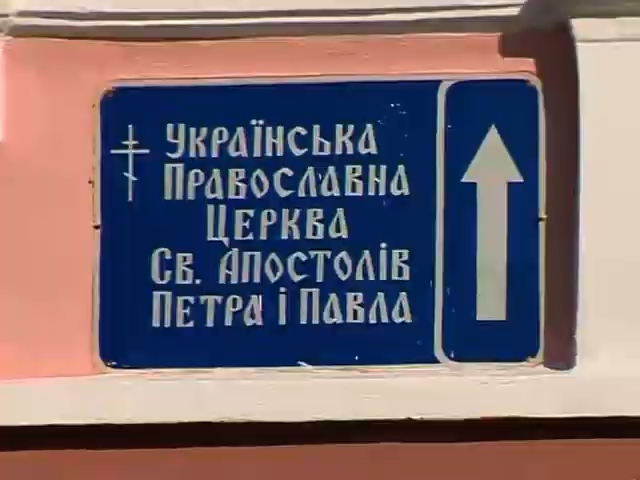 Українська
Православна
Церква
Св. Апостолів
Петра і Павла